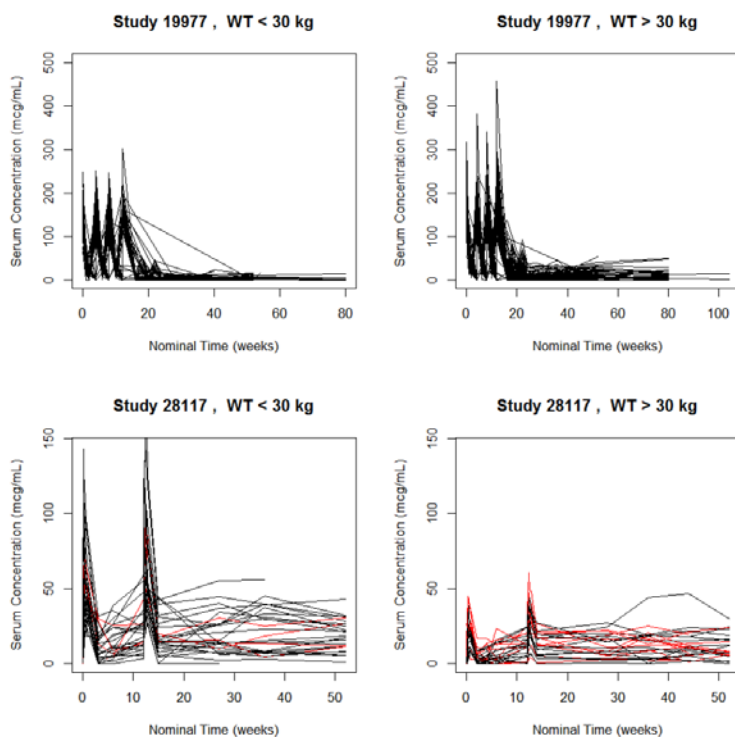 Study 19977 , WT < 30 kg
Serum Concentration (mcg/mL)
500
400
300
200
100
0
0 20 40 60 80
Nominal Time (weeks)
Study 19977 , WT > 30 kg
Serum Concentration (mcg/mL)
500
400
300
200
100
0
0 20 40 60 80 100
Nominal Time (weeks)
Study 28117 , WT < 30 kg
Serum Concentration (mcg/mL)
150
100
50
0
0 10 20 30 40 50
Nominal Time (weeks)
Study 28117 , WT > 30 kg
Serum Concentration (mcg/mL)
150
100
50
0
0 10 20 30 40 50
Nominal Time (weeks)